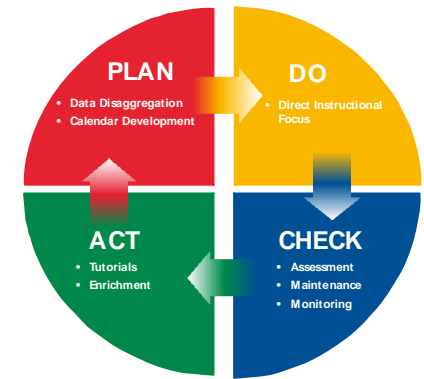 PLAN
• Data Disaggregation
• Calendar Development
DO
• Direct Instructional
Focus
ACT
• Tutorials
• Enrichment
CHECK
• Assessment
• Maintenance
• Monitoring